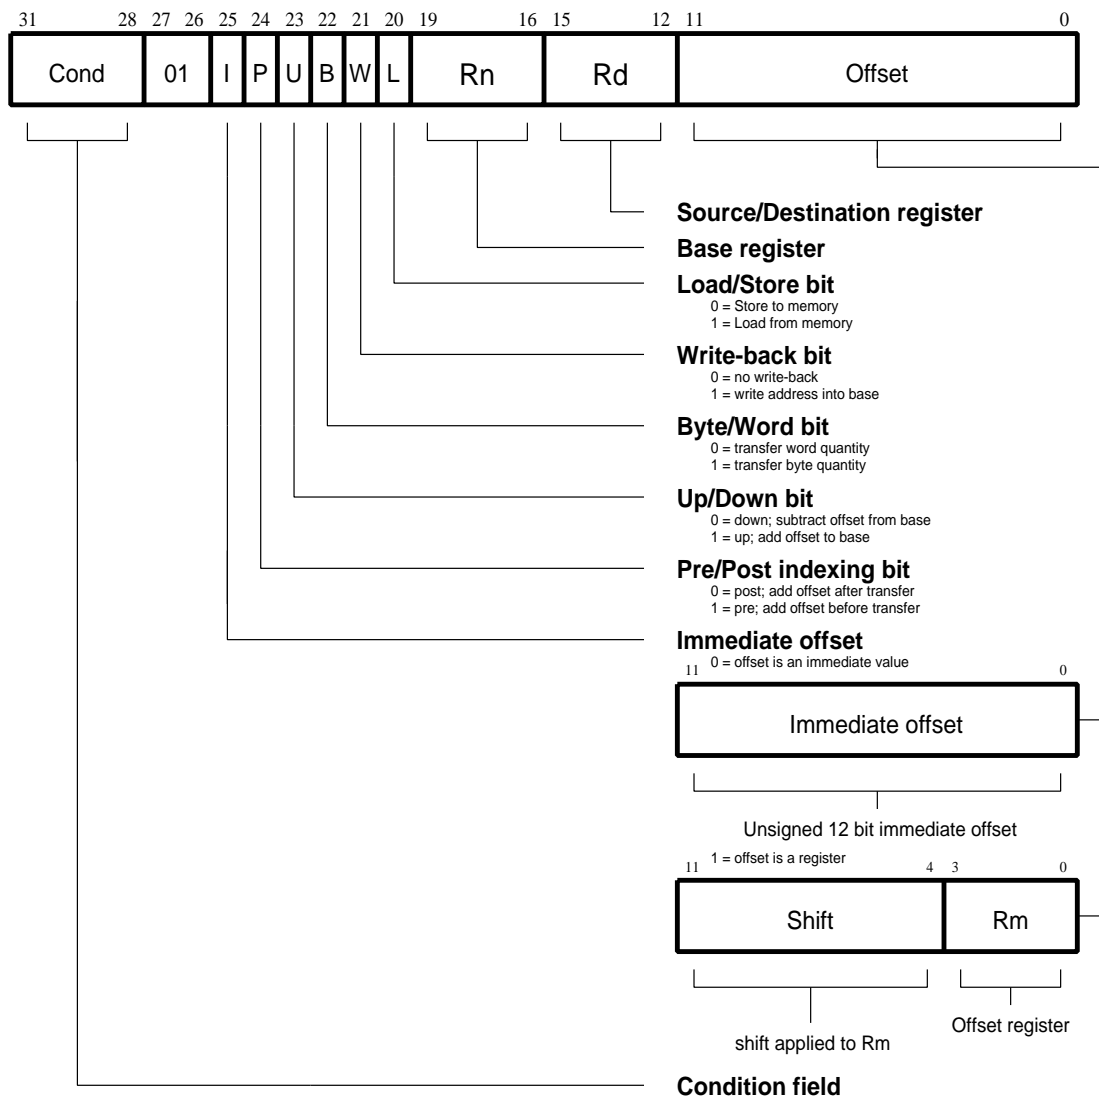 31 28 27 26 25 24 23 22 21 20 19 16 15 12 11 0
Cond 01 I P U B W L Rn Rd Offset
Source/Destination register
Base register
Load/Store bit
0 = Store to memory
1 = Load from memory
Write-back bit
0 = no write-back
1 = write address into base
Byte/Word bit
0 = transfer word quantity
1 = transfer byte quantity
Up/Down bit
0 = down; subtract offset from base
1 = up; add offset to base
Pre/Post indexing bit
0 = post; add offset after transfer
1 = pre; add offset before transfer
Immediate offset
0 = offset is an immediate value
11 0
Immediate offset
Unsigned 12 bit immediate offset
1 = offset is a register
11 4 3 0
Shift Rm
Offset register
shift applied to Rm
Condition field